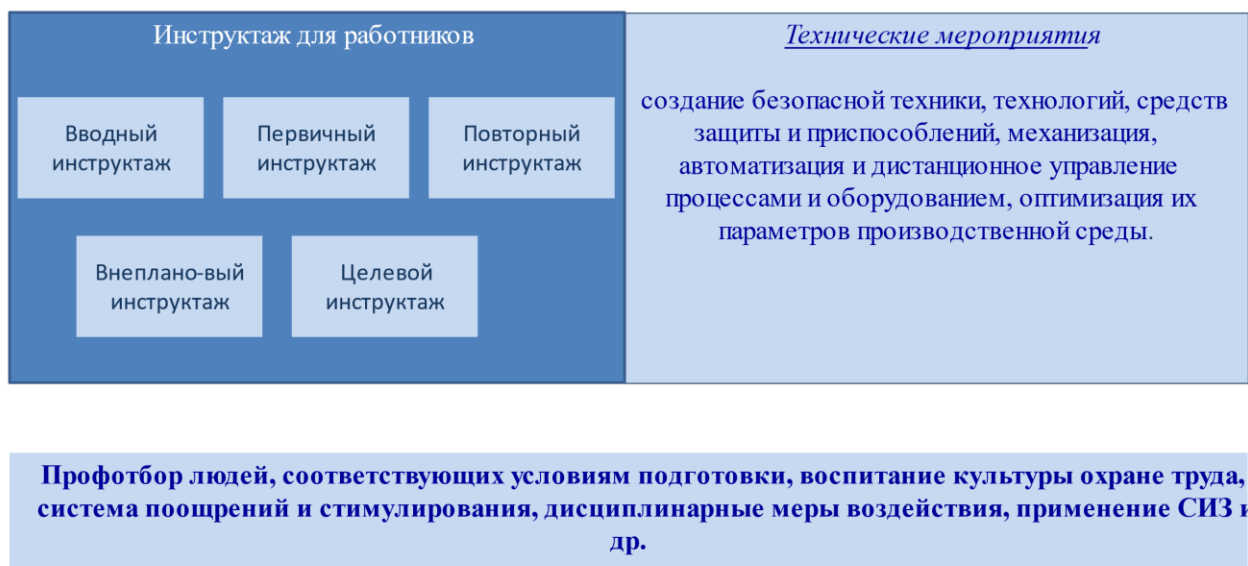 Инструктаж для работников
Вводный
инструктаж
Первичный
инструктаж
Повторный
инструктаж
Внеплано-вый
инструктаж
Целевой
инструктаж
Технические мероприятия
создание безопасной техники, технологий, средств
защиты и приспособлений, механизация,
автоматизация и дистанционное управление
процессами и оборудованием, оптимизация их
параметров производственной среды.
Профотбор людей, соответствующих условиям подготовки, воспитание культуры охране труда,
система поощрений и стимулирования, дисциплинарные меры воздействия, применение СИЗ и
др.